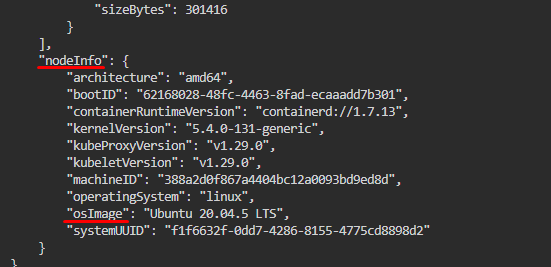 "sizeBytes": 301416
}
],
"nodeInfo": {
"architecture": "amd64",
"bootID": "62168028-48fc-4463-8fad-ecaaadd7b301",
"containerRuntimeVersion": "containerd://1.7.13",
"kernelVersion": "5.4.0-131-generic",
"kubeProxyVersion": "v1.29.0",
"kubeletVersion": "v1.29.0",
"machineID": "388a2d0f867a4404bc12a0093bd9ed8d",
"operatingSystem": "linux",
"osImage": "Ubuntu 20.04.5 LTS",
"systemUUID": "f1f6632f-0dd7-4286-8155-4775cd8898d2"
}
}